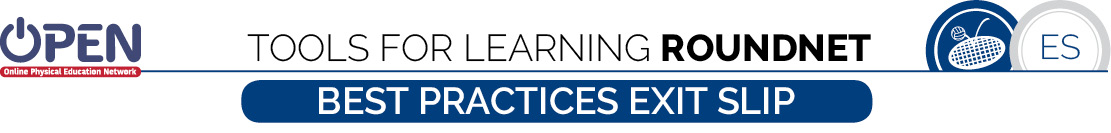 OPEN
Online Physical Education Network
TOOLS FOR LEARNING ROUNDNET
ES
BEST PRACTICES EXIT SLIP